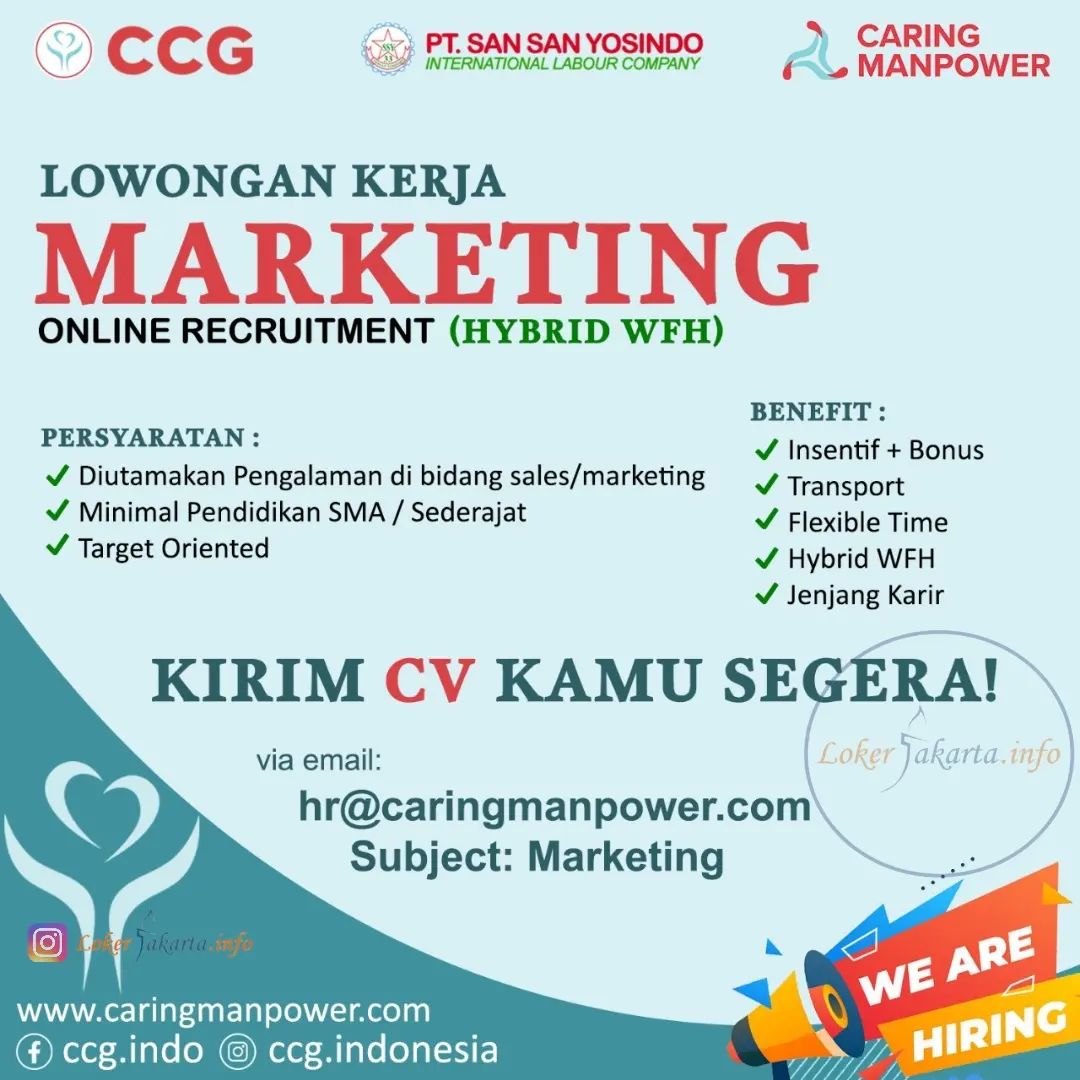 CCG
SSY
33
PT. SAN SAN YOSINDO
INTERNATIONAL LABOUR COMPANY
CARING
MANPOWER
LOWONGAN KERJA
MARKETING
ONLINE RECRUITMENT (HYBRID WFH)
PERSYARATAN :
Diutamakan Pengalaman di bidang sales/marketing
Minimal Pendidikan SMA / Sederajat
Target Oriented
BENEFIT :
Insentif + Bonus
Transport
Flexible Time
Hybrid WFH
Jenjang Karir
KIRIM CV KAMU SEGERA!
LokerJakarta.info
via email:
hr@caringmanpower.com
Subject: Marketing
LokerJakarta.info
WE ARE
HIRING
www.caringmanpower.com
ccg.indo ccg.indonesia